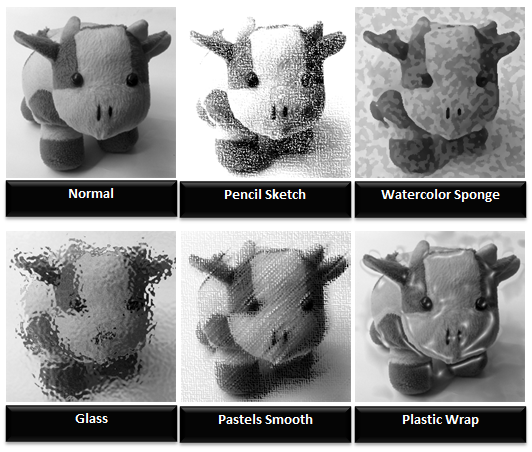 Normal
Pencil Sketch
Watercolor Sponge
Glass
Pastels Smooth
Plastic Wrap